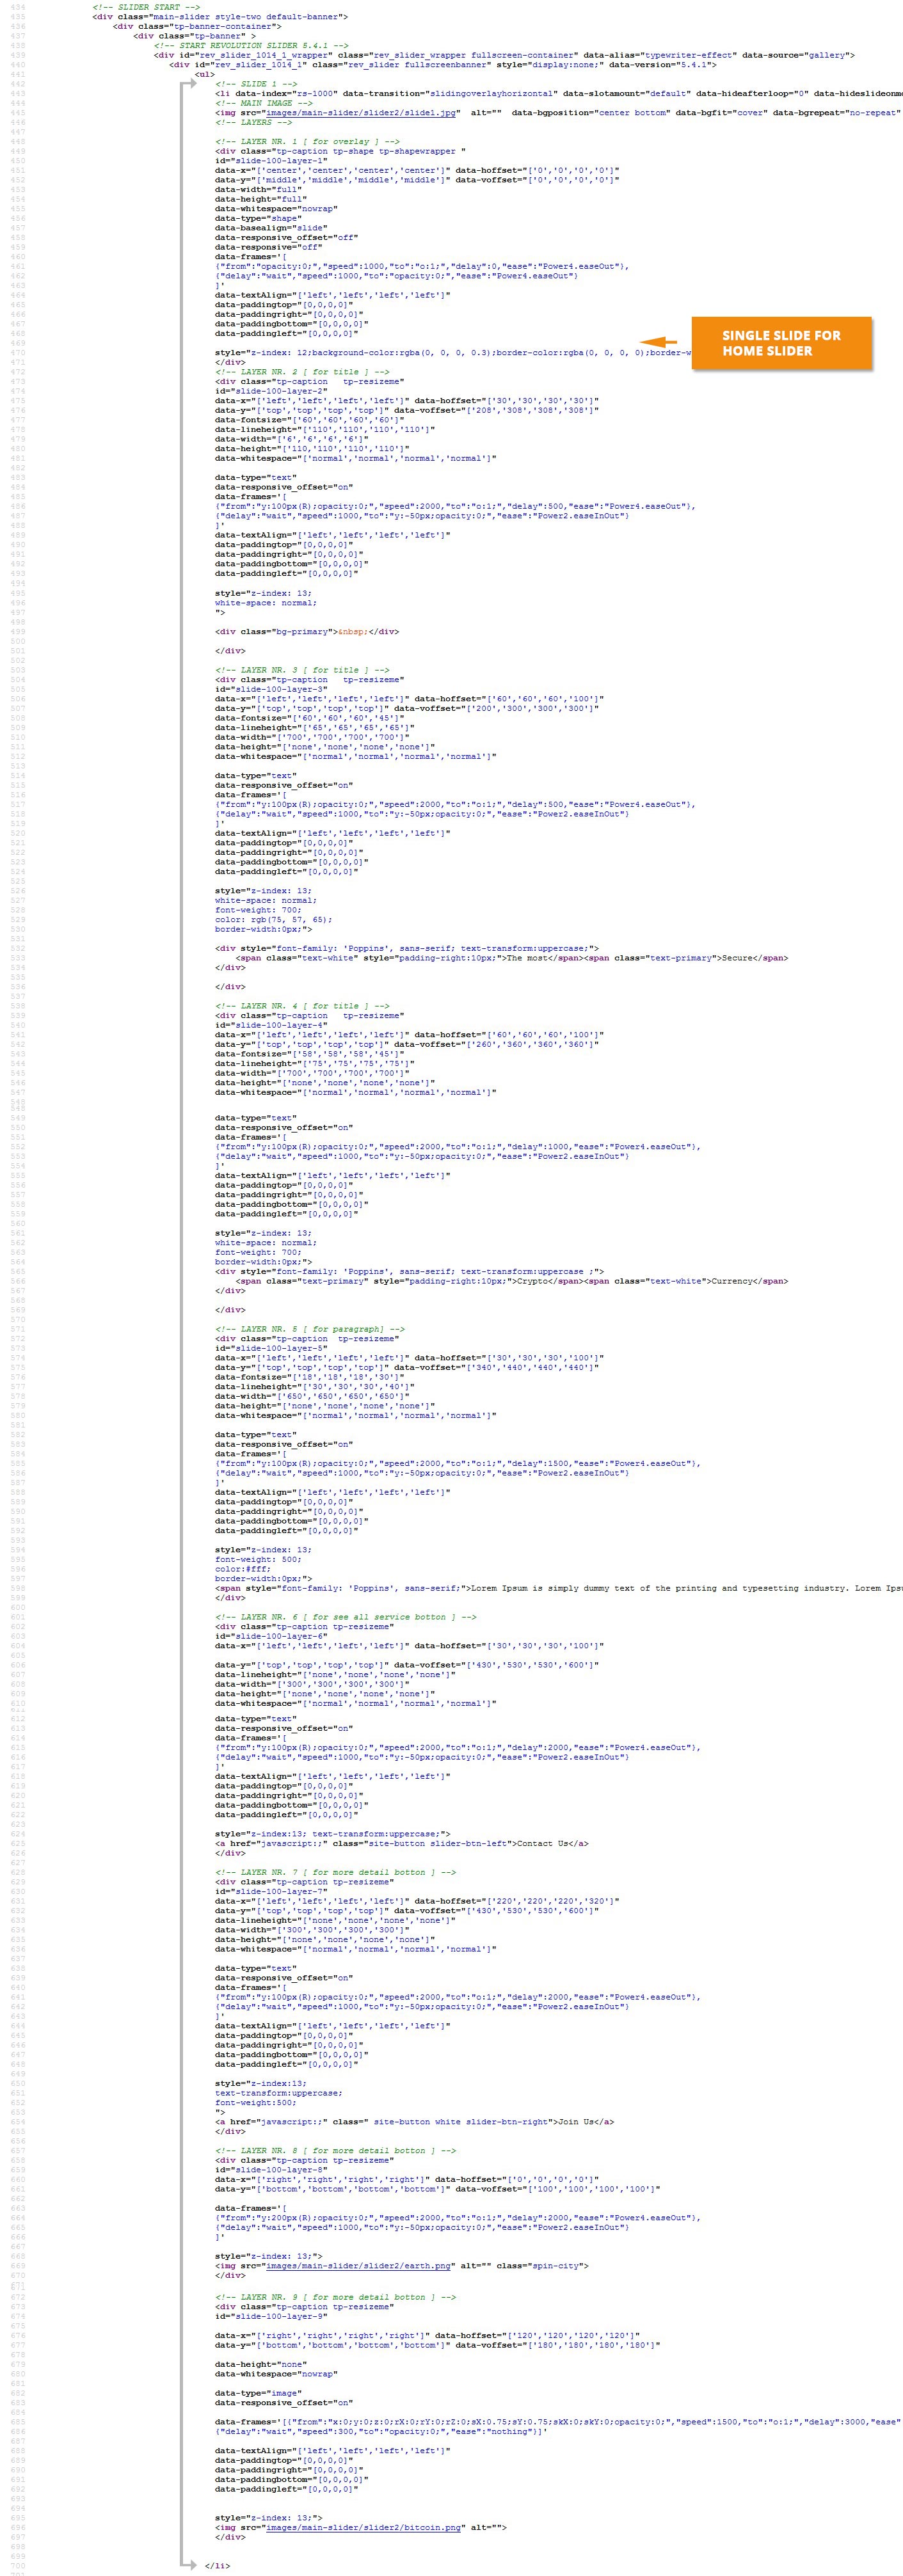 434 <!-- SLIDER START -->
435 <div class="main-slider style-two default-banner">
436 <div class="tp-banner-container">
437 <div class="tp-banner" >
438 <!-- START REVOLUTION SLIDER 5.4.1 -->
439 <div id="rev_slider_1014_1_wrapper" class="rev_slider_wrapper fullscreen-container" data-alias="typewriter-effect" data-source="gallery">
440 <div id="rev_slider_1014_1" class="rev_slider fullscreenbanner" style="display:none;" data-version="5.4.1">
441 <ul>
442 <!-- SLIDE 1 -->
443 <li data-index="rs-1000" data-transition="slidingoverlayhorizontal" data-slotamount="default" data-hideafterloop="0" data-hideslideonm
444 <!-- MAIN IMAGE -->
445 <img src="images/main-slider/slider2/slide1.jpg" alt="" data-bgposition="center bottom" data-bgfit="cover" data-bgrepeat="no-repeat"
446 <!-- LAYERS -->
447
448 <!-- LAYER NR. 1 [ for overlay ] -->
449 <div class="tp-caption tp-shape tp-shapewrapper "
450 id="slide-100-layer-1"
451 data-x="['center','center','center','center']" data-hoffset="['0','0','0','0']"
452 data-y="['middle','middle','middle','middle']" data-voffset="['0','0','0','0']"
453 data-width="full"
454 data-height="full"
455 data-whitespace="nowrap"
456 data-type="shape"
457 data-basealign="slide"
458 data-responsive_offset="off"
459 data-responsive="off"
460 data-frames='[
461 {"from":"opacity:0;","speed":1000,"to":"o:1;","delay":0,"ease":"Power4.easeOut"},
462 {"delay":"wait","speed":1000,"to":"opacity:0;","ease":"Power4.easeOut"}
463 ]'
464 data-textAlign="['left','left','left','left']"
465 data-paddingtop="[0,0,0,0]"
466 data-paddingright="[0,0,0,0]"
467 data-paddingbottom="[0,0,0,0]"
468 data-paddingleft="[0,0,0,0]"
469
SINGLE SLIDE FOR
HOME SLIDER
470 style="z-index: 12;background-color:rgba(0, 0, 0, 0.3);border-color:rgba(0, 0, 0, 0);border-w
471 </div>
472 <!-- LAYER NR. 2 [ for title ] -->
473 <div class="tp-caption tp-resizeme"
474 id="slide-100-layer-2"
475 data-x="['left','left','left','left']" data-hoffset="['30','30','30','30']"
476 data-y="['top','top','top','top']" data-voffset="['208','308','308','308']"
477 data-fontsize="['60','60','60','60']"
478 data-lineheight="['110','110','110','110']"
479 data-width="['6','6','6','6']"
480 data-height="['110,'110','110','110']"
481 data-whitespace="['normal','normal','normal','normal']"
482
483 data-type="text"
484 data-responsive_offset="on"
485 data-frames='[
486 {"from":"y:100px(R);opacity:0;","speed":2000,"to":"o:1;","delay":500,"ease":"Power4.easeOut"},
487 {"delay":"wait","speed":1000,"to":"y:-50px;opacity:0;","ease":"Power2.easeInOut"}
488 ]'
489 data-textAlign="['left','left','left','left']"
490 data-paddingtop="[0,0,0,0]"
491 data-paddingright="[0,0,0,0]"
492 data-paddingbottom="[0,0,0,0]"
493 data-paddingleft="[0,0,0,0]"
494
495 style="z-index: 13;
496 white-space: normal;
497 ">
498
499 <div class="bg-primary">&nbsp;</div>
500
501 </div>
502
503 <!-- LAYER NR. 3 [ for title ] -->
504 <div class="tp-caption tp-resizeme"
505 id="slide-100-layer-3"
506 data-x="['left','left','left','left']" data-hoffset="['60','60','60','100']"
507 data-y="['top','top','top','top']" data-voffset="['200','300','300','300']"
508 data-fontsize="['60','60','60','45']"
509 data-lineheight="['65','65','65','65']"
510 data-width="['700','700','700','700']"
511 data-height="['none','none','none','none']"
512 data-whitespace="['normal','normal','normal','normal']"
513
514 data-type="text"
515 data-responsive_offset="on"
516 data-frames='[
517 {"from":"y:100px(R);opacity:0;","speed":2000,"to":"o:1;","delay":500,"ease":"Power4.easeOut"},
518 {"delay":"wait","speed":1000,"to":"y:-50px;opacity:0;","ease":"Power2.easeInOut"}
519 ]'
520 data-textAlign="['left','left','left','left']"
521 data-paddingtop="[0,0,0,0]"
522 data-paddingright="[0,0,0,0]"
523 data-paddingbottom="[0,0,0,0]"
524 data-paddingleft="[0,0,0,0]"
525
526 style="z-index: 13;
527 white-space: normal;
528 font-weight: 700;
529 color: rgb(75, 57, 65);
530 border-width:0px;">
531
532 <div style="font-family: 'Poppins', sans-serif; text-transform:uppercase;">
533 <span class="text-white" style="padding-right:10px;">The most</span><span class="text-primary">Secure</span>
534 </div>
535
536 </div>
537
538 <!-- LAYER NR. 4 [ for title ] -->
539 <div class="tp-caption tp-resizeme"
540 id="slide-100-layer-4"
541 data-x="['left','left','left','left']" data-hoffset="['60','60','60','100']"
542 data-y="['top','top','top','top']" data-voffset="['260','360','360','360']"
543 data-fontsize="['58','58','58','45']"
544 data-lineheight="['75','75','75','75']"
545 data-width="['700','700','700','700']"
546 data-height="['none','none','none','none']"
547 data-whitespace="['normal','normal','normal','normal']"
548
549 data-type="text"
550 data-responsive_offset="on"
551 data-frames='[
552 {"from":"y:100px(R);opacity:0;","speed":2000,"to":"o:1;","delay":1000,"ease":"Power4.easeOut"},
553 {"delay":"wait","speed":1000,"to":"y:-50px;opacity:0;","ease":"Power2.easeInOut"}
554 ]'
555 data-textAlign="['left','left','left','left']"
556 data-paddingtop="[0,0,0,0]"
557 data-paddingright="[0,0,0,0]"
558 data-paddingbottom="[0,0,0,0]"
559 data-paddingleft="[0,0,0,0]"
560
561 style="z-index: 13;
562 white-space: normal;
563 font-weight: 700;
564 border-width:0px;">
565 <div style="font-family: 'Poppins', sans-serif; text-transform:uppercase ;">
566 <span class="text-primary" style="padding-right:10px;">Crypto</span><span class="text-white">Currency</span>
567 </div>
568
569 </div>
570
571 <!-- LAYER NR. 5 [ for paragraph] -->
572 <div class="tp-caption tp-resizeme"
573 id="slide-100-layer-5"
574 data-x="['left','left','left','left']" data-hoffset="['30','30','30','100']"
575 data-y="['top','top','top','top']" data-voffset="['340','440','440','440']"
576 data-fontsize="['18','18','18','30']"
577 data-lineheight="['30','30','30','40']"
578 data-width="['650','650','650','650']"
579 data-height="['none','none','none','none']"
580 data-whitespace="['normal','normal','normal','normal']"
581
582 data-type="text"
583 data-responsive_offset="on"
584 data-frames='[
585 {"from":"y:100px(R);opacity:0;","speed":2000,"to":"o:1;","delay":1500,"ease":"Power4.easeOut"},
586 {"delay":"wait","speed":1000,"to":"y:-50px;opacity:0;","ease":"Power2.easeInOut"}
587 ]'
588 data-textAlign="['left','left','left','left']"
589 data-paddingtop="[0,0,0,0]"
590 data-paddingright="[0,0,0,0]"
591 data-paddingbottom="[0,0,0,0]"
592 data-paddingleft="[0,0,0,0]"
593
594 style="z-index: 13;
595 font-weight: 500;
596 color:#fff;
597 border-width:0px;">
598 <span style="font-family: 'Poppins', sans-serif;">Lorem Ipsum is simply dummy text of the printing and typesetting industry. Lorem Ips
599 </div>
600
601 <!-- LAYER NR. 6 [ for see all service botton ] -->
602 <div class="tp-caption tp-resizeme"
603 id="slide-100-layer-6"
604 data-x="['left','left','left','left']" data-hoffset="['30','30','30','100']"
605
606 data-y="['top','top','top','top']" data-voffset="['430','530','530','600']"
607 data-lineheight="['none','none','none','none']"
608 data-width="['300','300','300','300']"
609 data-height="['none','none','none','none']"
610 data-whitespace="['normal','normal','normal','normal']"
611
612 data-type="text"
613 data-responsive_offset="on"
614 data-frames='[
615 {"from":"y:100px(R);opacity:0;","speed":2000,"to":"o:1;","delay":2000,"ease":"Power4.easeOut"},
616 {"delay":"wait","speed":1000,"to":"y:-50px;opacity:0;","ease":"Power2.easeInOut"}
617 ]'
618 data-textAlign="['left','left','left','left']"
619 data-paddingtop="[0,0,0,0]"
620 data-paddingright="[0,0,0,0]"
621 data-paddingbottom="[0,0,0,0]"
622 data-paddingleft="[0,0,0,0]"
623
624 style="z-index:13; text-transform:uppercase;">
625 <a href="javascript:;" class="site-button slider-btn-left">Contact Us</a>
626 </div>
627
628 <!-- LAYER NR. 7 [ for more detail botton ] -->
629 <div class="tp-caption tp-resizeme"
630 id="slide-100-layer-7"
631 data-x="['left','left','left','left']" data-hoffset="['220','220','220','320']"
632 data-y="['top','top','top','top']" data-voffset="['430','530','530','600']"
633 data-lineheight="['none','none','none','none']"
634 data-width="['300','300','300','300']"
635 data-height="['none','none','none','none']"
636 data-whitespace="['normal','normal','normal','normal']"
637
638 data-type="text"
639 data-responsive_offset="on"
640 data-frames='[
641 {"from":"y:100px(R);opacity:0;","speed":2000,"to":"o:1;","delay":2000,"ease":"Power4.easeOut"},
642 {"delay":"wait","speed":1000,"to":"y:-50px;opacity:0;","ease":"Power2.easeInOut"}
643 ]'
644 data-textAlign="['left','left','left','left']"
645 data-paddingtop="[0,0,0,0]"
646 data-paddingright="[0,0,0,0]"
647 data-paddingbottom="[0,0,0,0]"
648 data-paddingleft="[0,0,0,0]"
649
650 style="z-index:13;
651 text-transform:uppercase;
652 font-weight:500;
653 ">
654 <a href="javascript:;" class=" site-button white slider-btn-right">Join Us</a>
655 </div>
656
657 <!-- LAYER NR. 8 [ for more detail botton ] -->
658 <div class="tp-caption tp-resizeme"
659 id="slide-100-layer-8"
660 data-x="['right','right','right','right']" data-hoffset="['0','0','0','0']"
661 data-y="['bottom','bottom','bottom','bottom']" data-voffset="['100','100','100','100']"
662
663 data-frames='[
664 {"from":"y:200px(R);opacity:0;","speed":2000,"to":"o:1;","delay":2000,"ease":"Power4.easeOut"},
665 {"delay":"wait","speed":1000,"to":"y:-50px;opacity:0;","ease":"Power2.easeInOut"}
666 ]'
667
668 style="z-index: 13;">
669 <img src="images/main-slider/slider2/earth.png" alt="" class="spin-city">
670 </div>
671
672 <!-- LAYER NR. 9 [ for more detail botton ] -->
673 <div class="tp-caption tp-resizeme"
674 id="slide-100-layer-9"
675
676 data-x="['right','right','right','right']" data-hoffset="['120','120','120','120']"
677 data-y="['bottom','bottom','bottom','bottom']" data-voffset="['180','180','180','180']"
678
679 data-height="none"
680 data-whitespace="nowrap"
681
682 data-type="image"
683 data-responsive_offset="on"
684
685 data-frames='[{"from":"x:0;y:0;z:0;rX:0;rY:0;rZ:0;sX:0.75;sY:0.75;skX:0;skY:0;opacity:0;","speed":1500,"to":"o:1;","delay":3000,"ease"
686 {"delay":"wait","speed":300,"to":"opacity:0;","ease":"nothing"}]'
687
688 data-textAlign="['left','left','left','left']"
689 data-paddingtop="[0,0,0,0]"
690 data-paddingright="[0,0,0,0]"
691 data-paddingbottom="[0,0,0,0]"
692 data-paddingleft="[0,0,0,0]"
693
694
695 style="z-index: 13;">
696 <img src="images/main-slider/slider2/bitcoin.png" alt="">
697 </div>
698
699
700 </li>